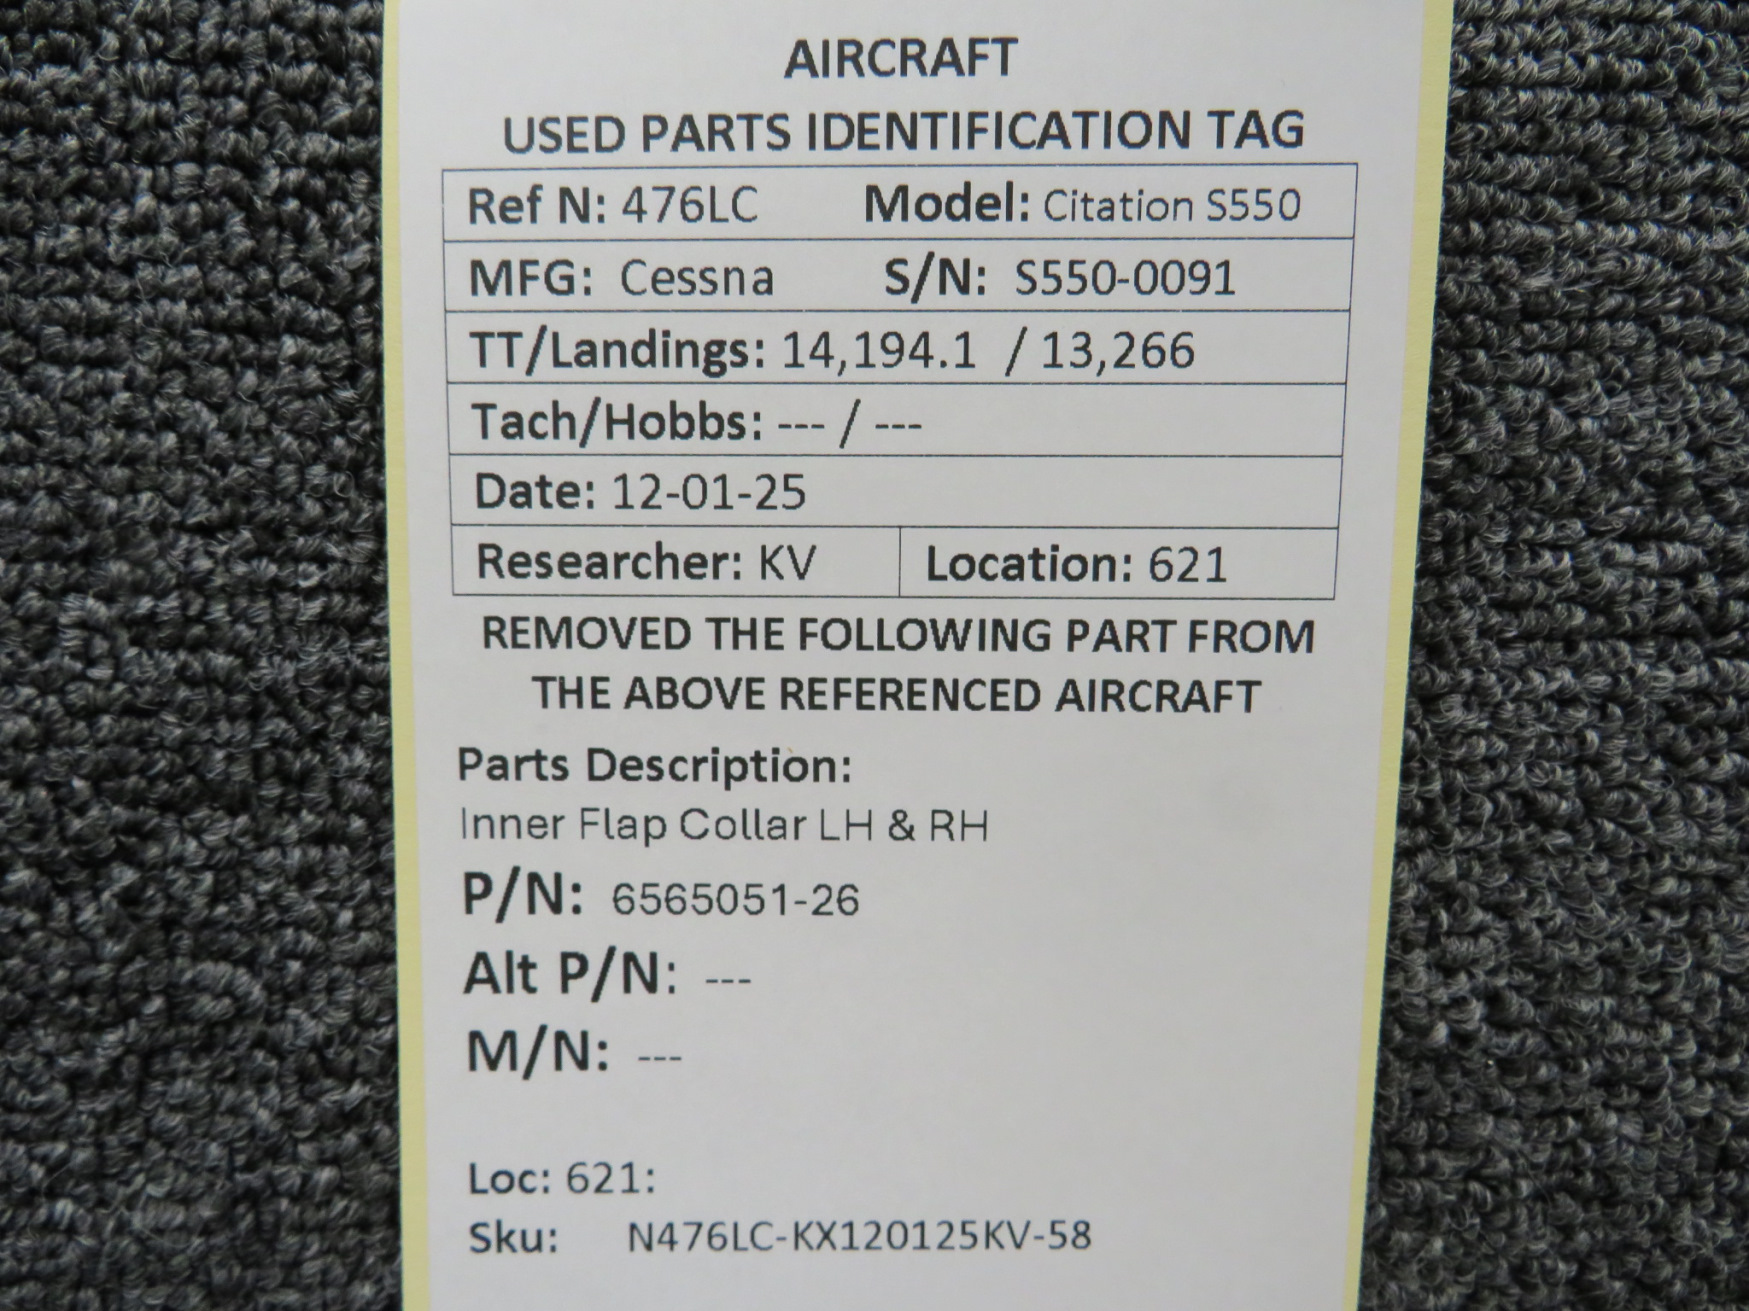 AIRCRAFT
USED PARTS IDENTIFICATION TAG
Ref N: 476LC Model: Citation S550
MFG: Cessna S/N: S550-0091
TT/Landings: 14,194.1 / 13,266
Tach/Hobbs: --- / ---
Date: 12-01-25
Researcher: KV Location: 621
REMOVED THE FOLLOWING PART FROM
THE ABOVE REFERENCED AIRCRAFT
Parts Description:
Inner Flap Collar LH & RH
P/N: 6565051-26
Alt P/N: ---
M/N: ---
Loc: 621:
Sku: N476LC-KX120125KV-58